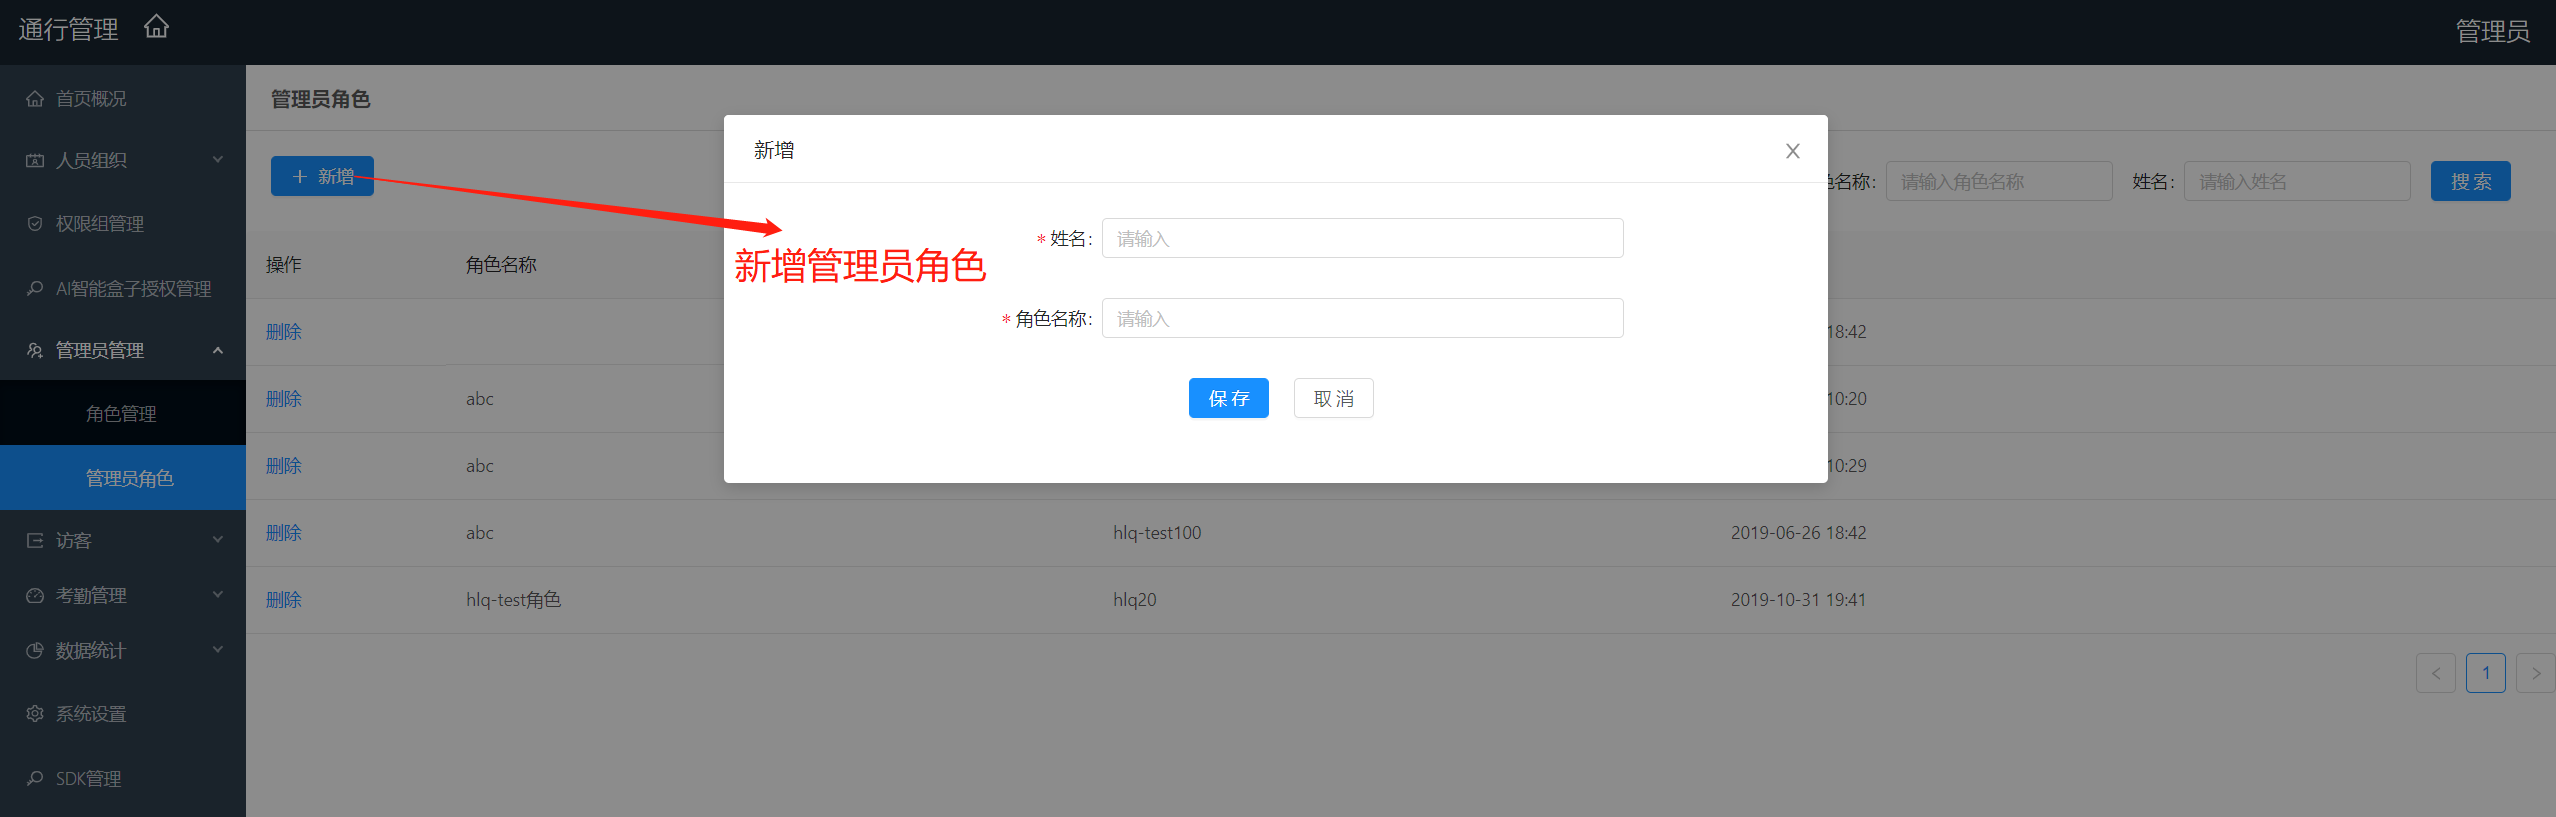 通行管理
管理员
首页概况
人员组织
权限组管理
AI智能盒子授权管理
管理员管理
角色管理
管理员角色
访客
考勤管理
数据统计
系统设置
SDK管理
管理员角色
+ 新增
色名称: 请输入角色名称 姓名: 请输入姓名 搜索
操作 角色名称
删除 18:42
删除 abc 10:20
删除 abc 10:29
删除 abc hlq-test100 2019-06-26 18:42
删除 hlq-test角色 hlq20 2019-10-31 19:41
< 1 >
新增 X
新增管理员角色
* 姓名: 请输入
* 角色名称: 请输入
保存 取消